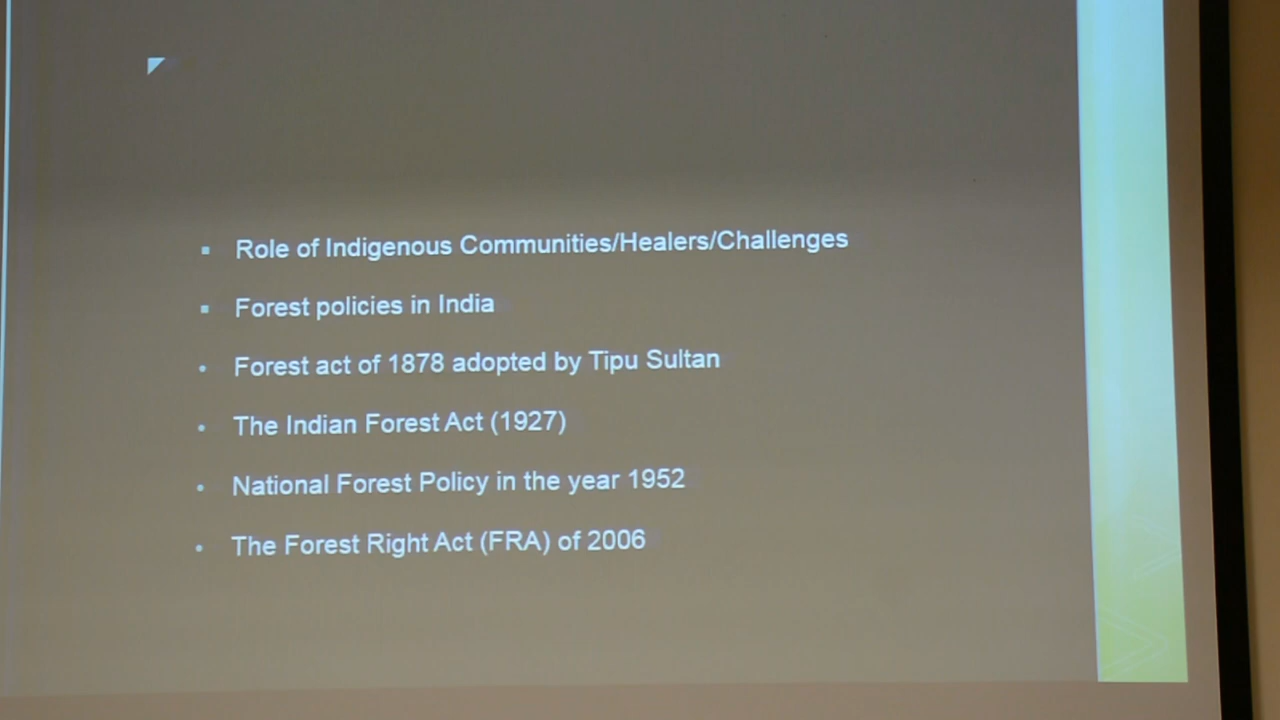 Role of Indigenous Communities/Healers/Challenges
Forest policies in India
Forest act of 1878 adopted by Tipu Sultan
The Indian Forest Act (1927)
National Forest Policy in the year 1952
The Forest Right Act (FRA) of 2006